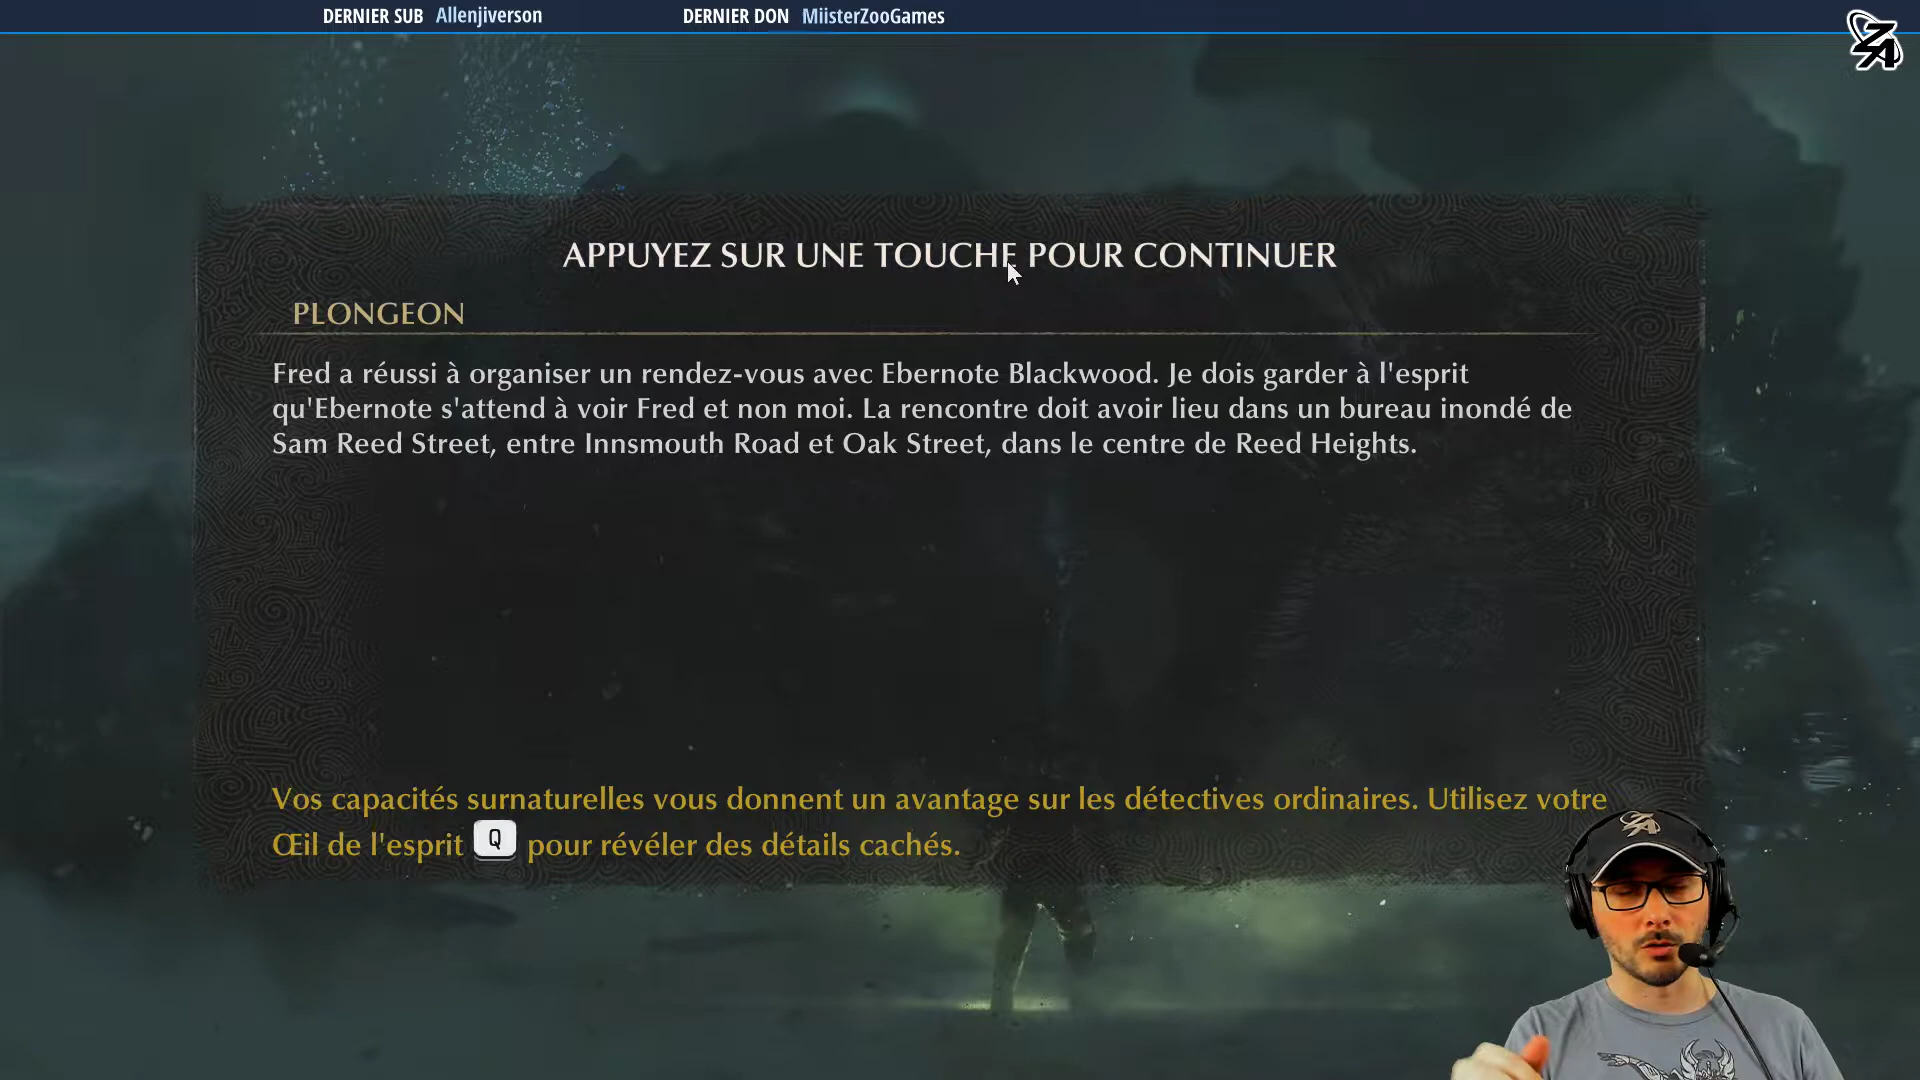 DERNIER SUB Allenjiverson DERNIER DON MiisterZooGames
ZA
APPUYEZ SUR UNE TOUCHE POUR CONTINUER
PLONGEON
Fred a réussi à organiser un rendez-vous avec Ebernote Blackwood. Je dois garder à l'esprit
qu'Ebernote s'attend à voir Fred et non moi. La rencontre doit avoir lieu dans un bureau inondé de
Sam Reed Street, entre Innsmouth Road et Oak Street, dans le centre de Reed Heights.
Vos capacités surnaturelles vous donnent un avantage sur les détectives ordinaires. Utilisez votre
Œil de l'esprit Q pour révéler des détails cachés.
ZA